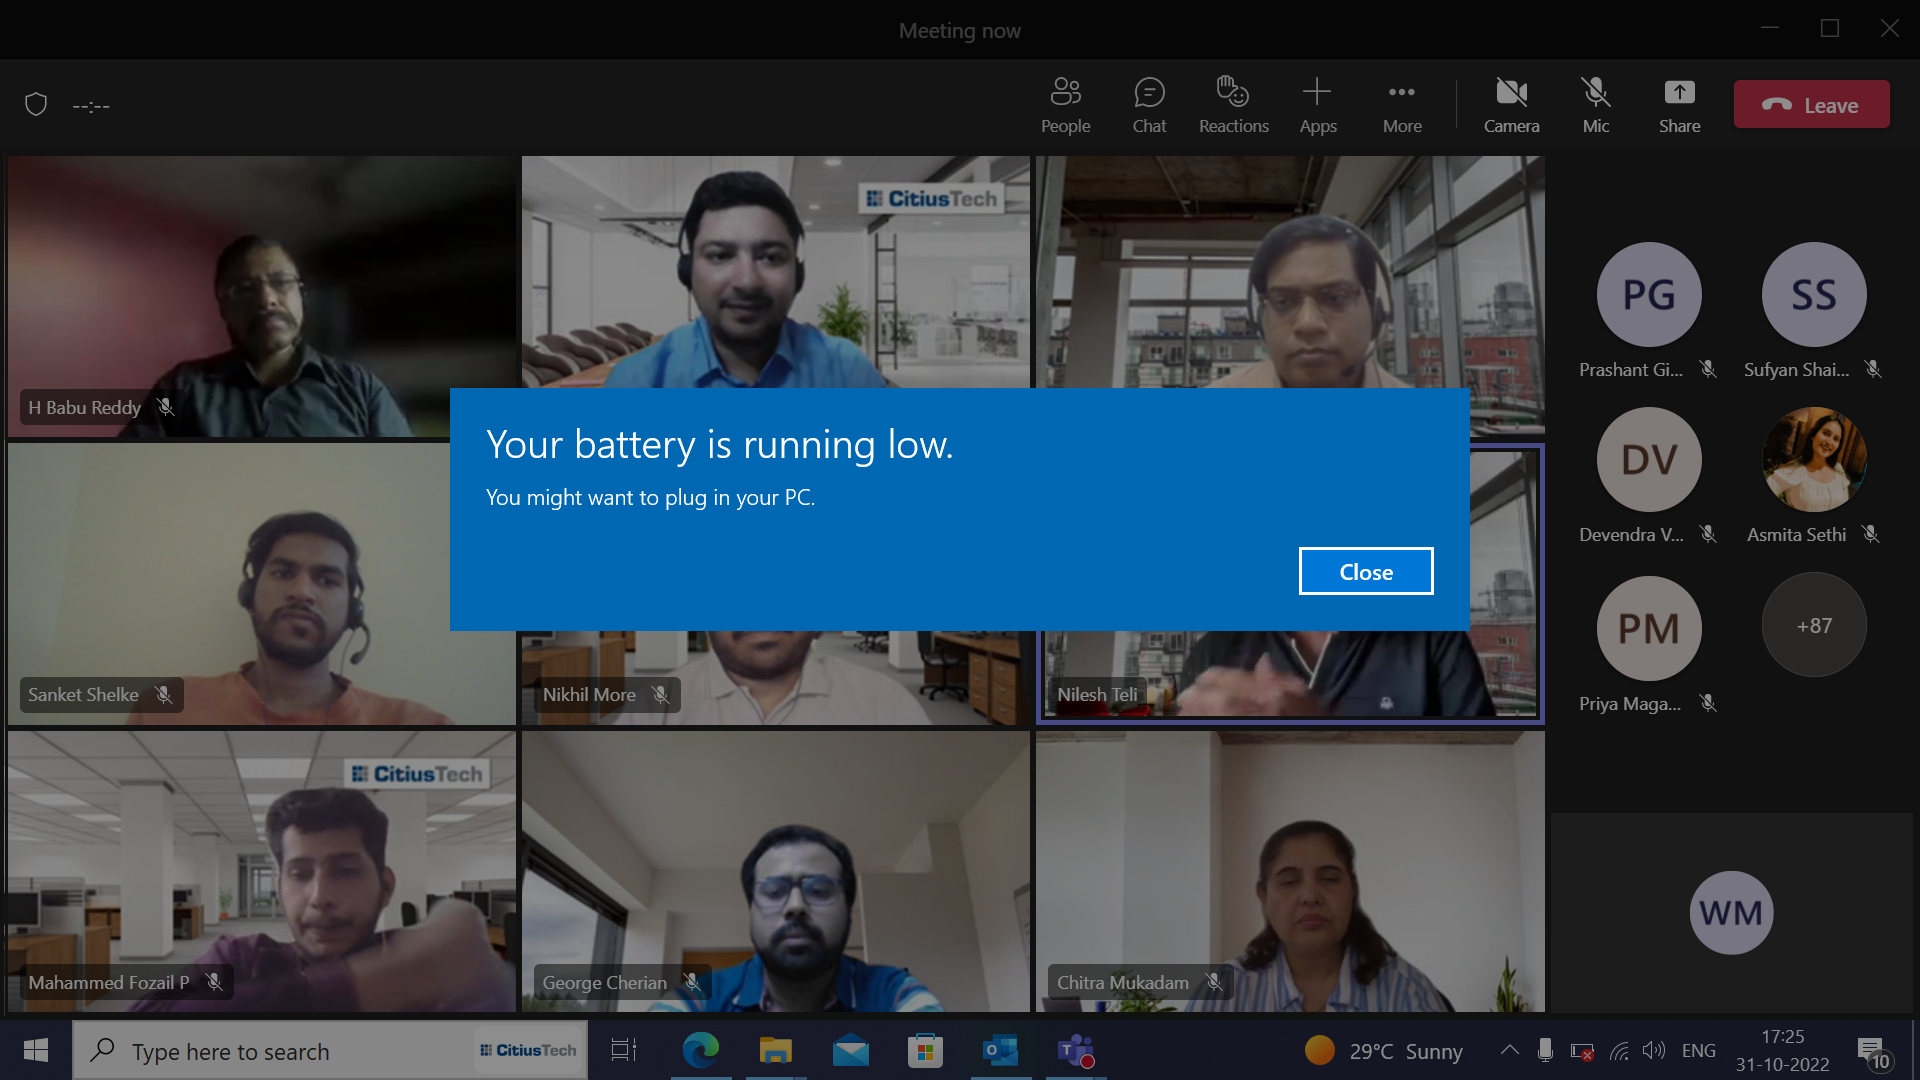 Meeting now
--:--
People
Chat
Reactions
Apps
More
Camera
Mic
Share
Leave
CitiusTech
H Babu Reddy
PG
SS
Prashant Gi...
Sufyan Shai...
Your battery is running low.
You might want to plug in your PC.
Close
DV
Devendra V...
Asmita Sethi
Sanket Shelke
Nikhil More
Nilesh Teli
PM
+87
Priya Maga...
CitiusTech
Mahammed Fozail P
George Cherian
Chitra Mukadam
WM
Type here to search
CitiusTech
29°C Sunny
ENG
17:25
31-10-2022
10